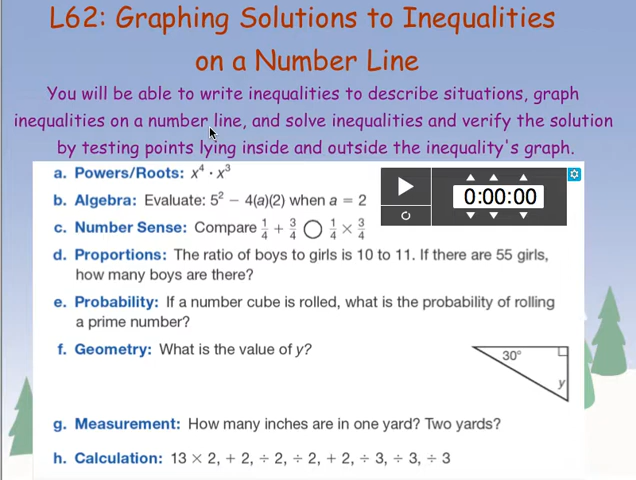 L62: Graphing Solutions to Inequalities
on a Number Line
You will be able to write inequalities to describe situations, graph
inequalities on a number line, and solve inequalities and verify the solution
by testing points lying inside and outside the inequality's graph.
a. Powers/Roots: x⁴ · x³
b. Algebra: Evaluate: 5² − 4(a)(2) when a = 2
0:00:00
c. Number Sense: Compare 1/4 + 3/4 ◯ 1/4 × 3/4
d. Proportions: The ratio of boys to girls is 10 to 11. If there are 55 girls,
how many boys are there?
e. Probability: If a number cube is rolled, what is the probability of rolling
a prime number?
f. Geometry: What is the value of y?
30°
y
g. Measurement: How many inches are in one yard? Two yards?
h. Calculation: 13 × 2, + 2, ÷ 2, ÷ 2, + 2, ÷ 3, ÷ 3, ÷ 3